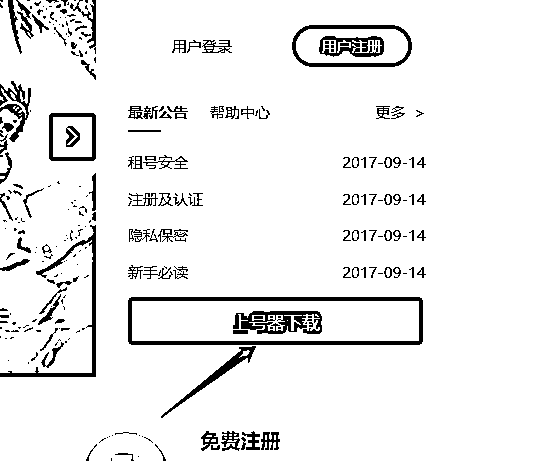 用户登录 用户注册
最新公告 帮助中心 更多 >
租号安全 2017-09-14
注册及认证 2017-09-14
隐私保密 2017-09-14
新手必读 2017-09-14
上号器下载
免费注册